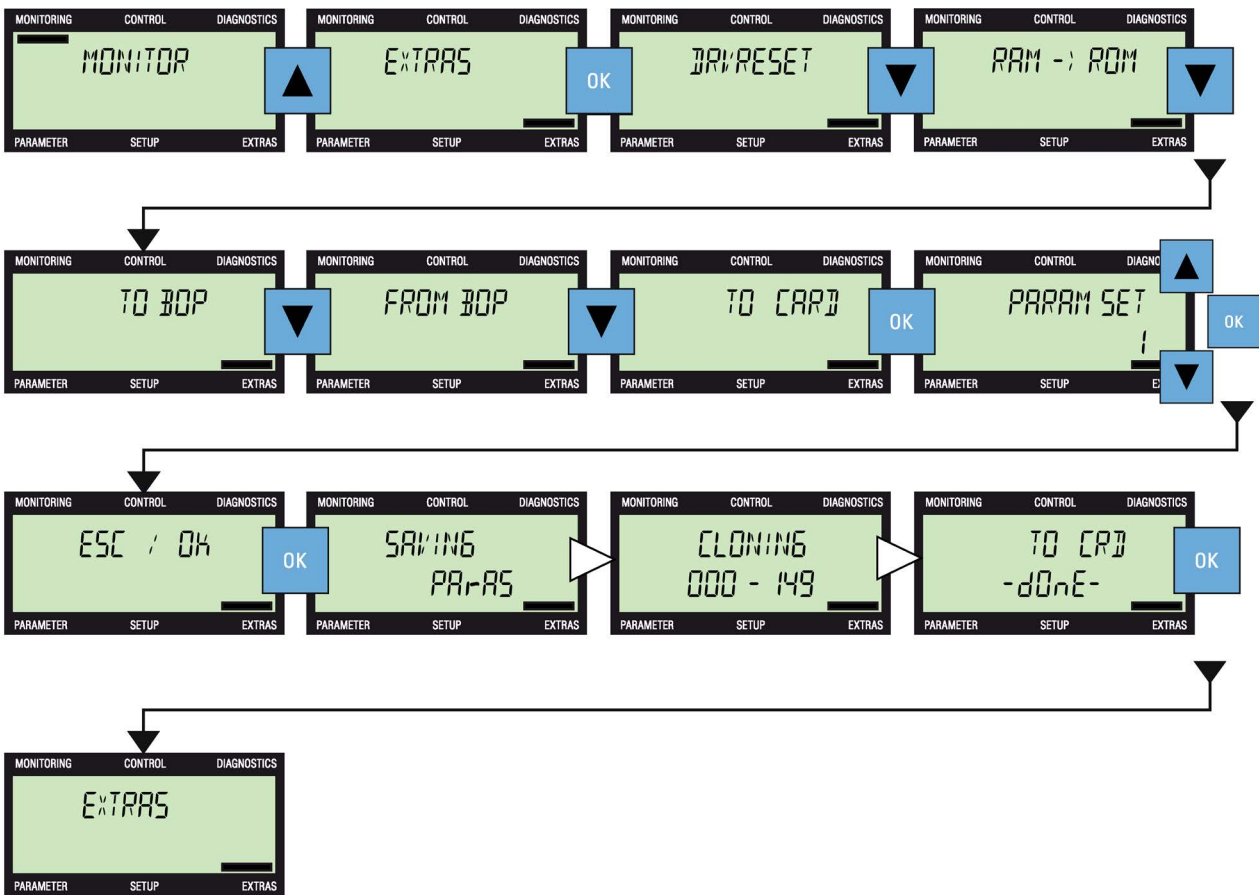 MONITORING CONTROL DIAGNOSTICS
MONITOR
PARAMETER SETUP EXTRAS
MONITORING CONTROL DIAGNOSTICS
EXTRAS
PARAMETER SETUP EXTRAS
OK
MONITORING CONTROL DIAGNOSTICS
DRVRESET
PARAMETER SETUP EXTRAS
MONITORING CONTROL DIAGNOSTICS
RAM -> ROM
PARAMETER SETUP EXTRAS
MONITORING CONTROL DIAGNOSTICS
TO BOP
PARAMETER SETUP EXTRAS
MONITORING CONTROL DIAGNOSTICS
FROM BOP
PARAMETER SETUP EXTRAS
MONITORING CONTROL DIAGNOSTICS
TO CARD
PARAMETER SETUP EXTRAS
OK
MONITORING CONTROL DIAGNO
PARAM SET
1
PARAMETER SETUP E
OK
MONITORING CONTROL DIAGNOSTICS
ESC / OK
PARAMETER SETUP EXTRAS
OK
MONITORING CONTROL DIAGNOSTICS
SAVING
PArAS
PARAMETER SETUP EXTRAS
MONITORING CONTROL DIAGNOSTICS
CLONING
000 - 149
PARAMETER SETUP EXTRAS
MONITORING CONTROL DIAGNOSTICS
TO CRD
-dOnE-
PARAMETER SETUP EXTRAS
OK
MONITORING CONTROL DIAGNOSTICS
EXTRAS
PARAMETER SETUP EXTRAS